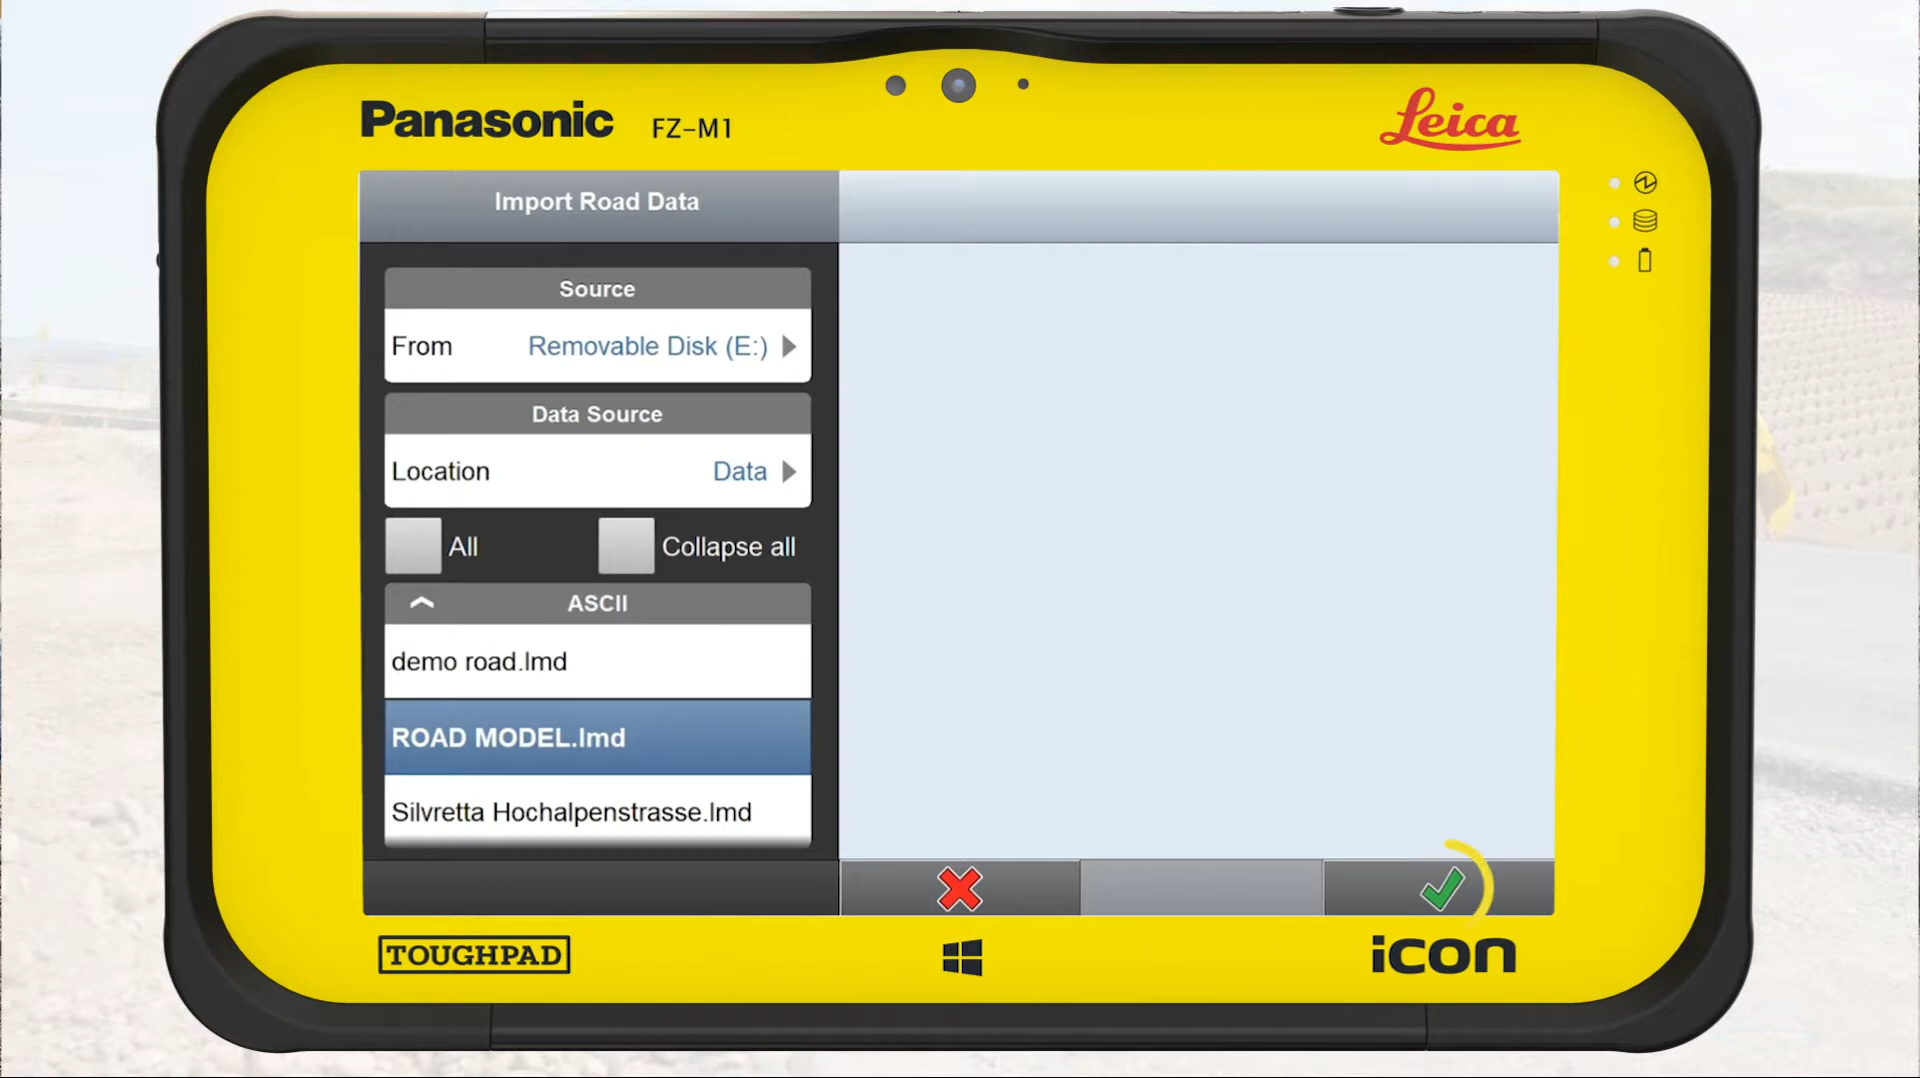 Panasonic FZ-M1 Leica
Import Road Data
Source
From Removable Disk (E:)
Data Source
Location Data
All Collapse all
ASCII
demo road.lmd
ROAD MODEL.lmd
Silvretta Hochalpenstrasse.lmd
TOUGHPAD icon